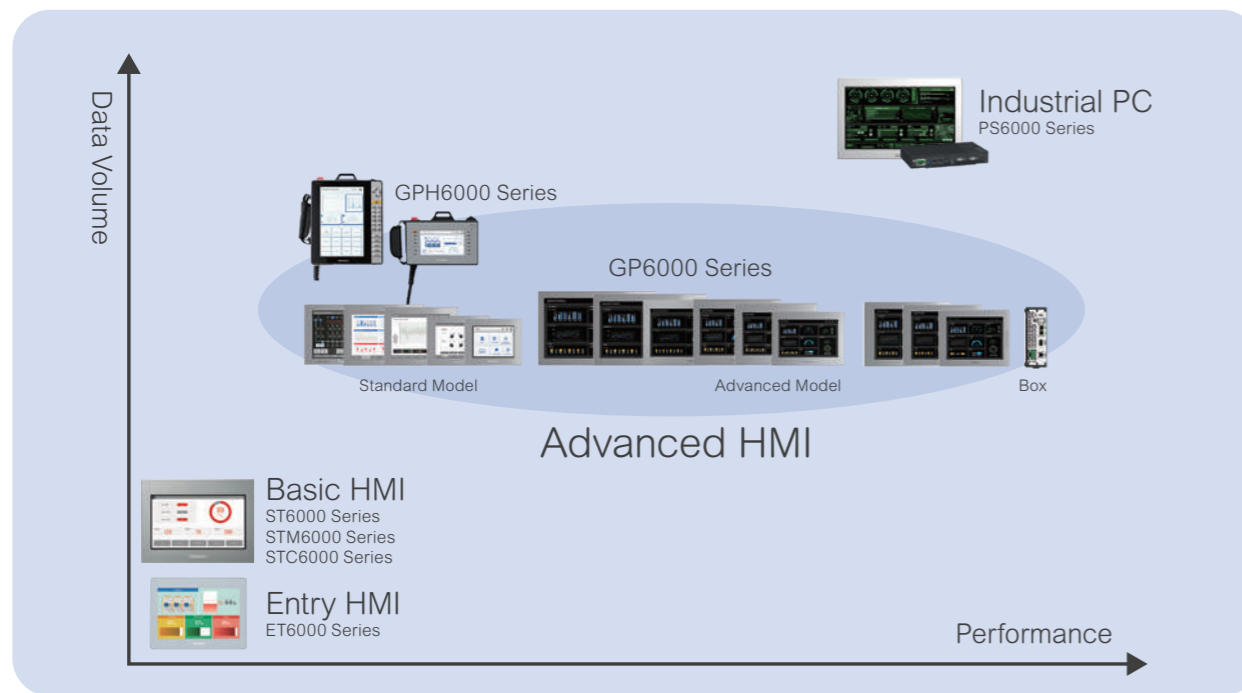 Data Volume
Industrial PC
PS6000 Series
GPH6000 Series
GP6000 Series
Standard Model
Advanced Model
Box
Advanced HMI
Basic HMI
ST6000 Series
STM6000 Series
STC6000 Series
Entry HMI
ET6000 Series
Performance